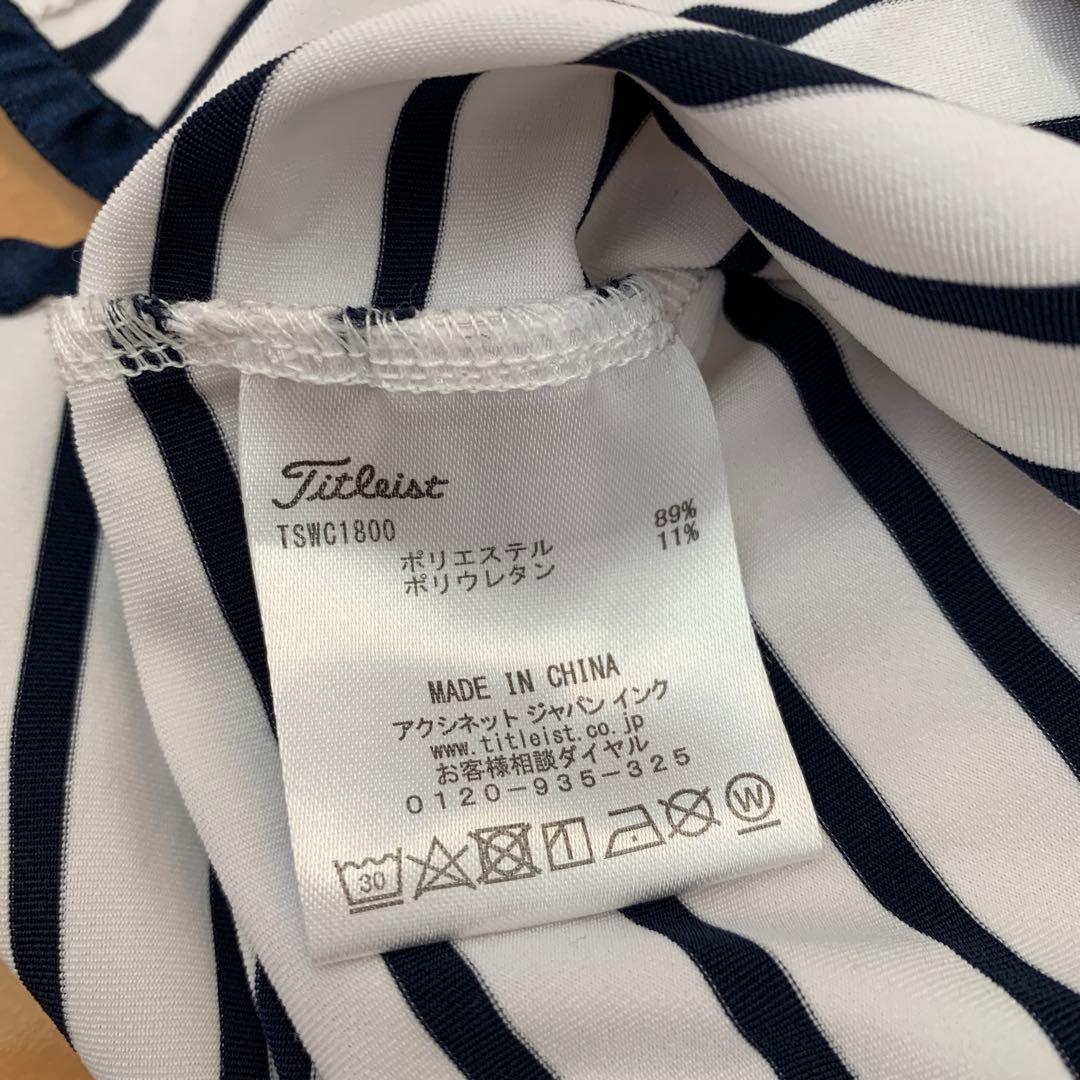 Titleist
TSWC1800
ポリエステル 89%
ポリウレタン 11%
MADE IN CHINA
アクシネット ジャパン インク
www.titleist.co.jp
お客様相談ダイヤル
0120-935-325
30 W